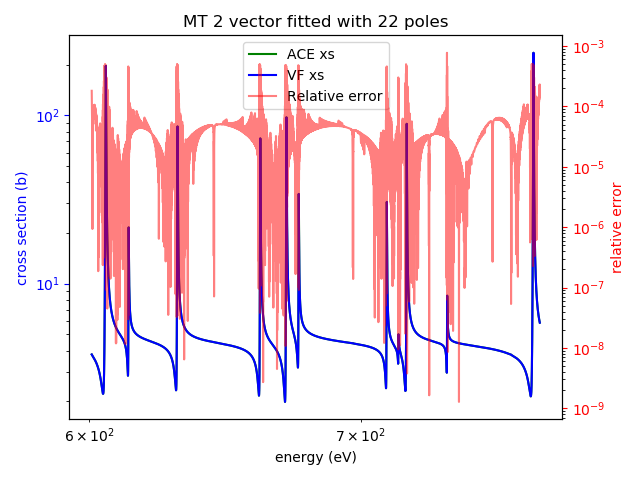 MT 2 vector fitted with 22 poles
ACE xs
VF xs
Relative error
cross section (b)
10²
10¹
relative error
10⁻³
10⁻⁴
10⁻⁵
10⁻⁶
10⁻⁷
10⁻⁸
10⁻⁹
6 × 10²
7 × 10²
energy (eV)